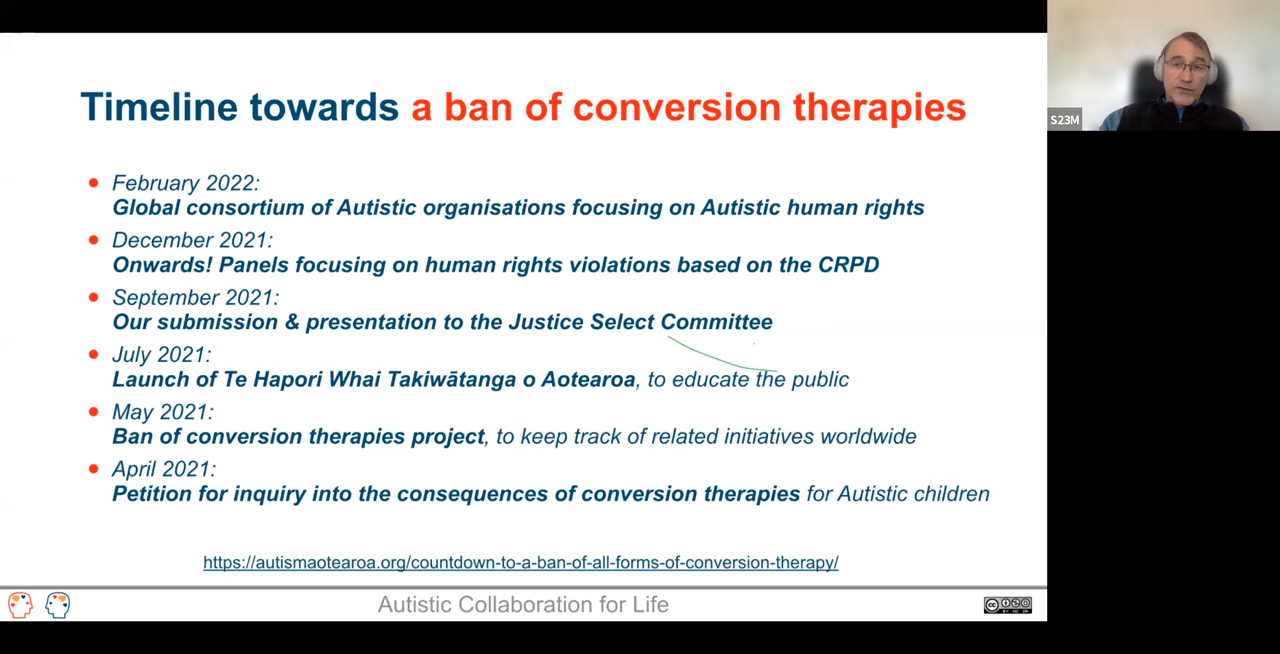 Timeline towards a ban of conversion therapies
S23M
February 2022:
Global consortium of Autistic organisations focusing on Autistic human rights
December 2021:
Onwards! Panels focusing on human rights violations based on the CRPD
September 2021:
Our submission & presentation to the Justice Select Committee
July 2021:
Launch of Te Hapori Whai Takiwātanga o Aotearoa, to educate the public
May 2021:
Ban of conversion therapies project, to keep track of related initiatives worldwide
April 2021:
Petition for inquiry into the consequences of conversion therapies for Autistic children
https://autismaotearoa.org/countdown-to-a-ban-of-all-forms-of-conversion-therapy/
Autistic Collaboration for Life